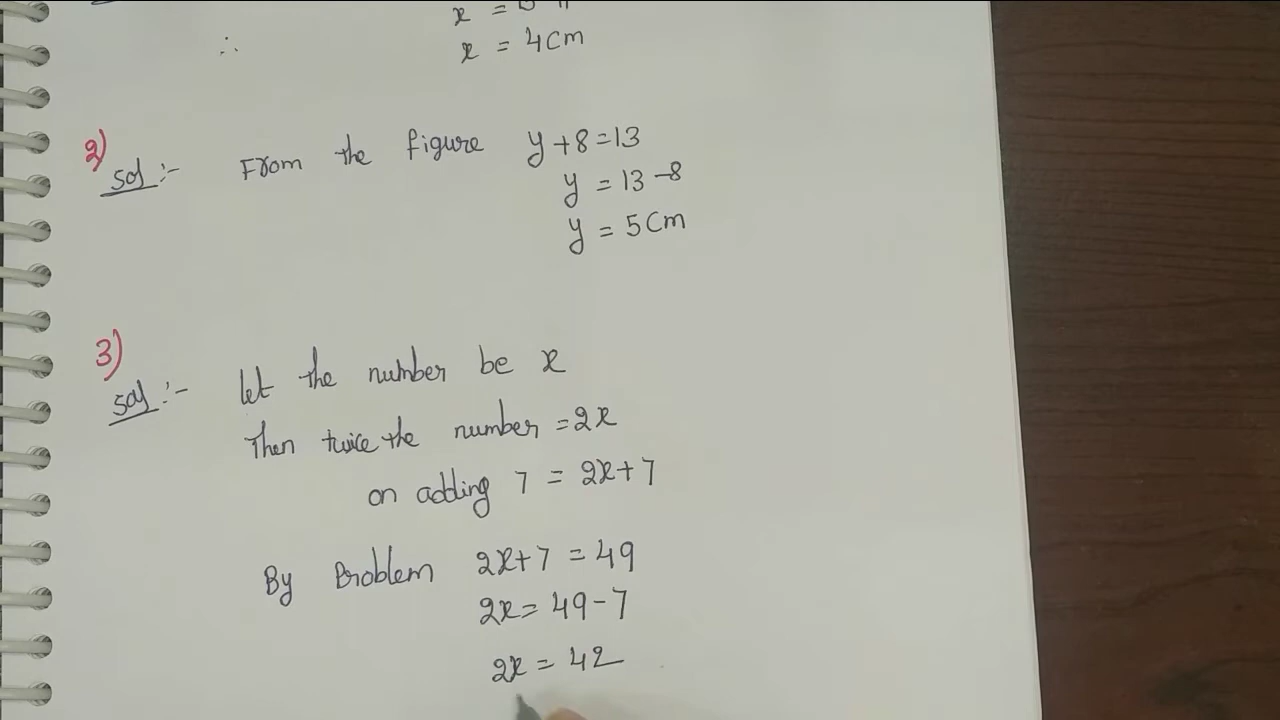 x =
∴ x = 4cm
2)
Sol :- From the figure y+8=13
y = 13-8
y = 5cm
3)
Sol :- Let the number be x
Then twice the number = 2x
on adding 7 = 2x+7
By Problem 2x+7 = 49
2x = 49-7
2x = 42